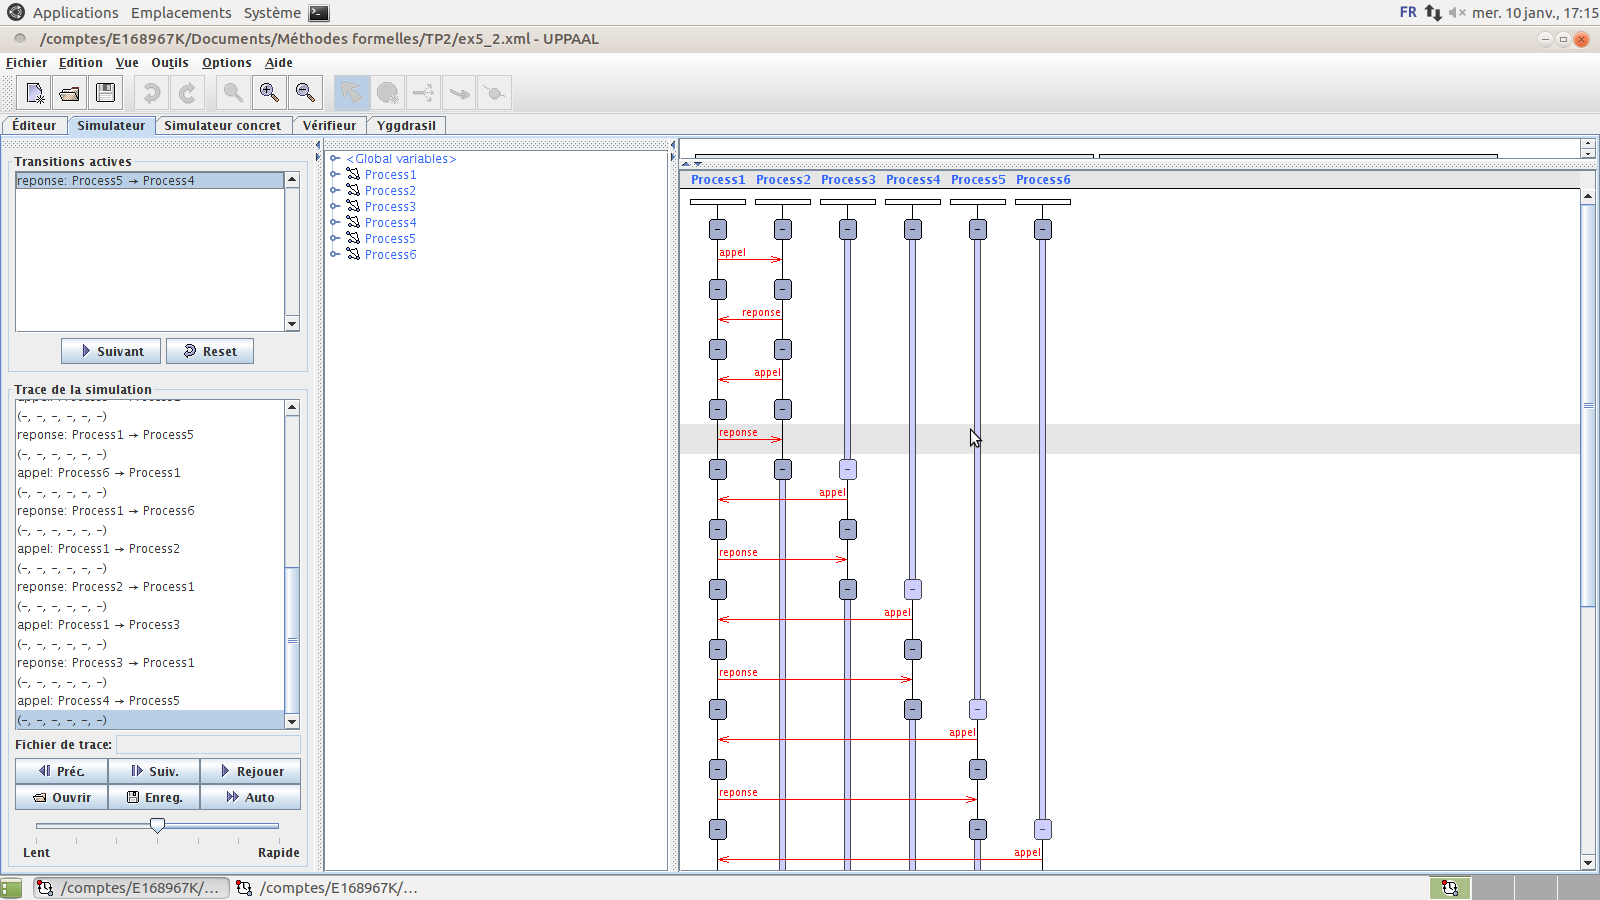 Applications Emplacements Système
FR mer. 10 janv., 17:15
/comptes/E168967K/Documents/Méthodes formelles/TP2/ex5_2.xml - UPPAAL
Fichier Edition Vue Outils Options Aide
Éditeur Simulateur Simulateur concret Vérifieur Yggdrasil
Transitions actives
reponse: Process5 → Process4
Suivant Reset
Trace de la simulation
(-, -, -, -, -, -)
reponse: Process1 → Process5
(-, -, -, -, -, -)
appel: Process6 → Process1
(-, -, -, -, -, -)
reponse: Process1 → Process6
(-, -, -, -, -, -)
appel: Process1 → Process2
(-, -, -, -, -, -)
reponse: Process2 → Process1
(-, -, -, -, -, -)
appel: Process1 → Process3
(-, -, -, -, -, -)
reponse: Process3 → Process1
(-, -, -, -, -, -)
appel: Process4 → Process5
(-, -, -, -, -, -)
Fichier de trace:
Préc. Suiv. Rejouer
Ouvrir Enreg. Auto
Lent Rapide
<Global variables>
Process1
Process2
Process3
Process4
Process5
Process6
Process1 Process2 Process3 Process4 Process5 Process6
- - - - - -
appel
- -
reponse
- -
appel
- -
reponse
- - -
appel
- -
reponse
- - -
appel
- -
reponse
- - -
appel
- -
reponse
- - -
appel
/comptes/E168967K/... /comptes/E168967K/...